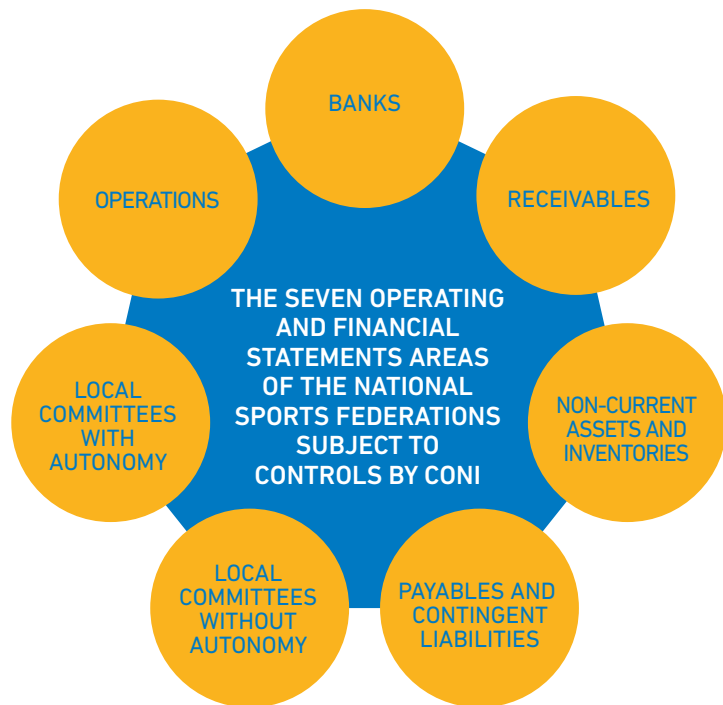 BANKS
RECEIVABLES
NON-CURRENT
ASSETS AND
INVENTORIES
PAYABLES AND
CONTINGENT
LIABILITIES
LOCAL
COMMITTEES
WITHOUT
AUTONOMY
LOCAL
COMMITTEES
WITH
AUTONOMY
OPERATIONS
THE SEVEN OPERATING
AND FINANCIAL
STATEMENTS AREAS
OF THE NATIONAL
SPORTS FEDERATIONS
SUBJECT TO
CONTROLS BY CONI